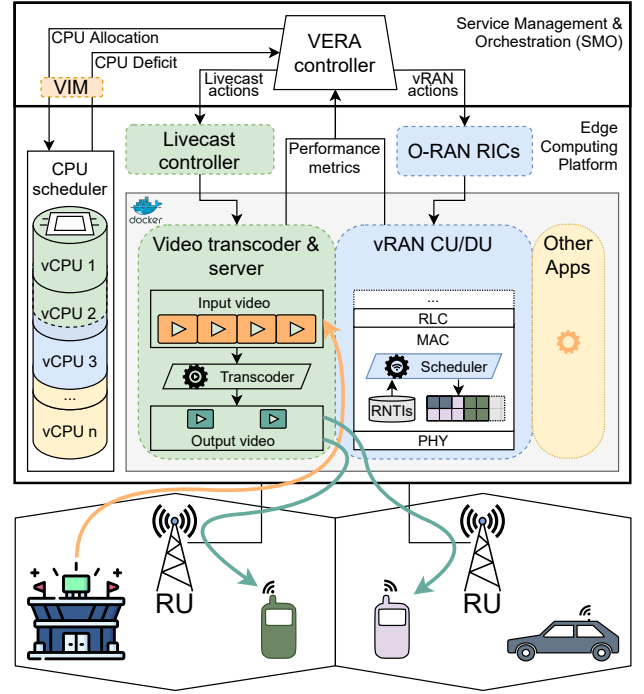 CPU Allocation
CPU Deficit
VERA
controller
Service Management &
Orchestration (SMO)
VIM
Livecast
actions
vRAN
actions
Livecast
controller
Performance
metrics
O-RAN RICs
Edge
Computing
Platform
CPU
scheduler
vCPU 1
vCPU 2
vCPU 3
...
vCPU n
docker
Video transcoder &
server
Input video
Transcoder
Output video
vRAN CU/DU
...
RLC
MAC
Scheduler
RNTIs
PHY
Other
Apps
RU
RU